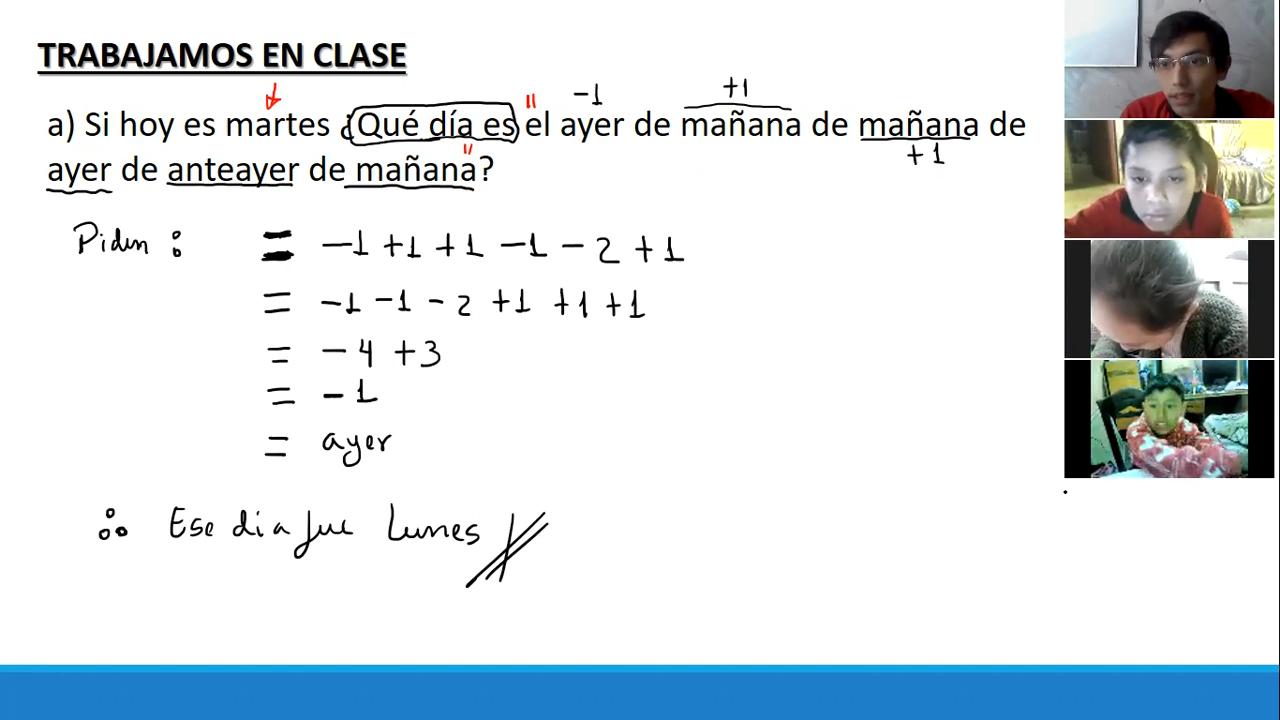 TRABAJAMOS EN CLASE
-1 +1
a) Si hoy es martes ¿Qué día es el ayer de mañana de mañana de
+1
ayer de anteayer de mañana?
Piden : = -1 +1 +1 -1 -2 +1
= -1 -1 -2 +1 +1 +1
= -4 +3
= -1
= ayer
∴ Ese dia fue Lunes